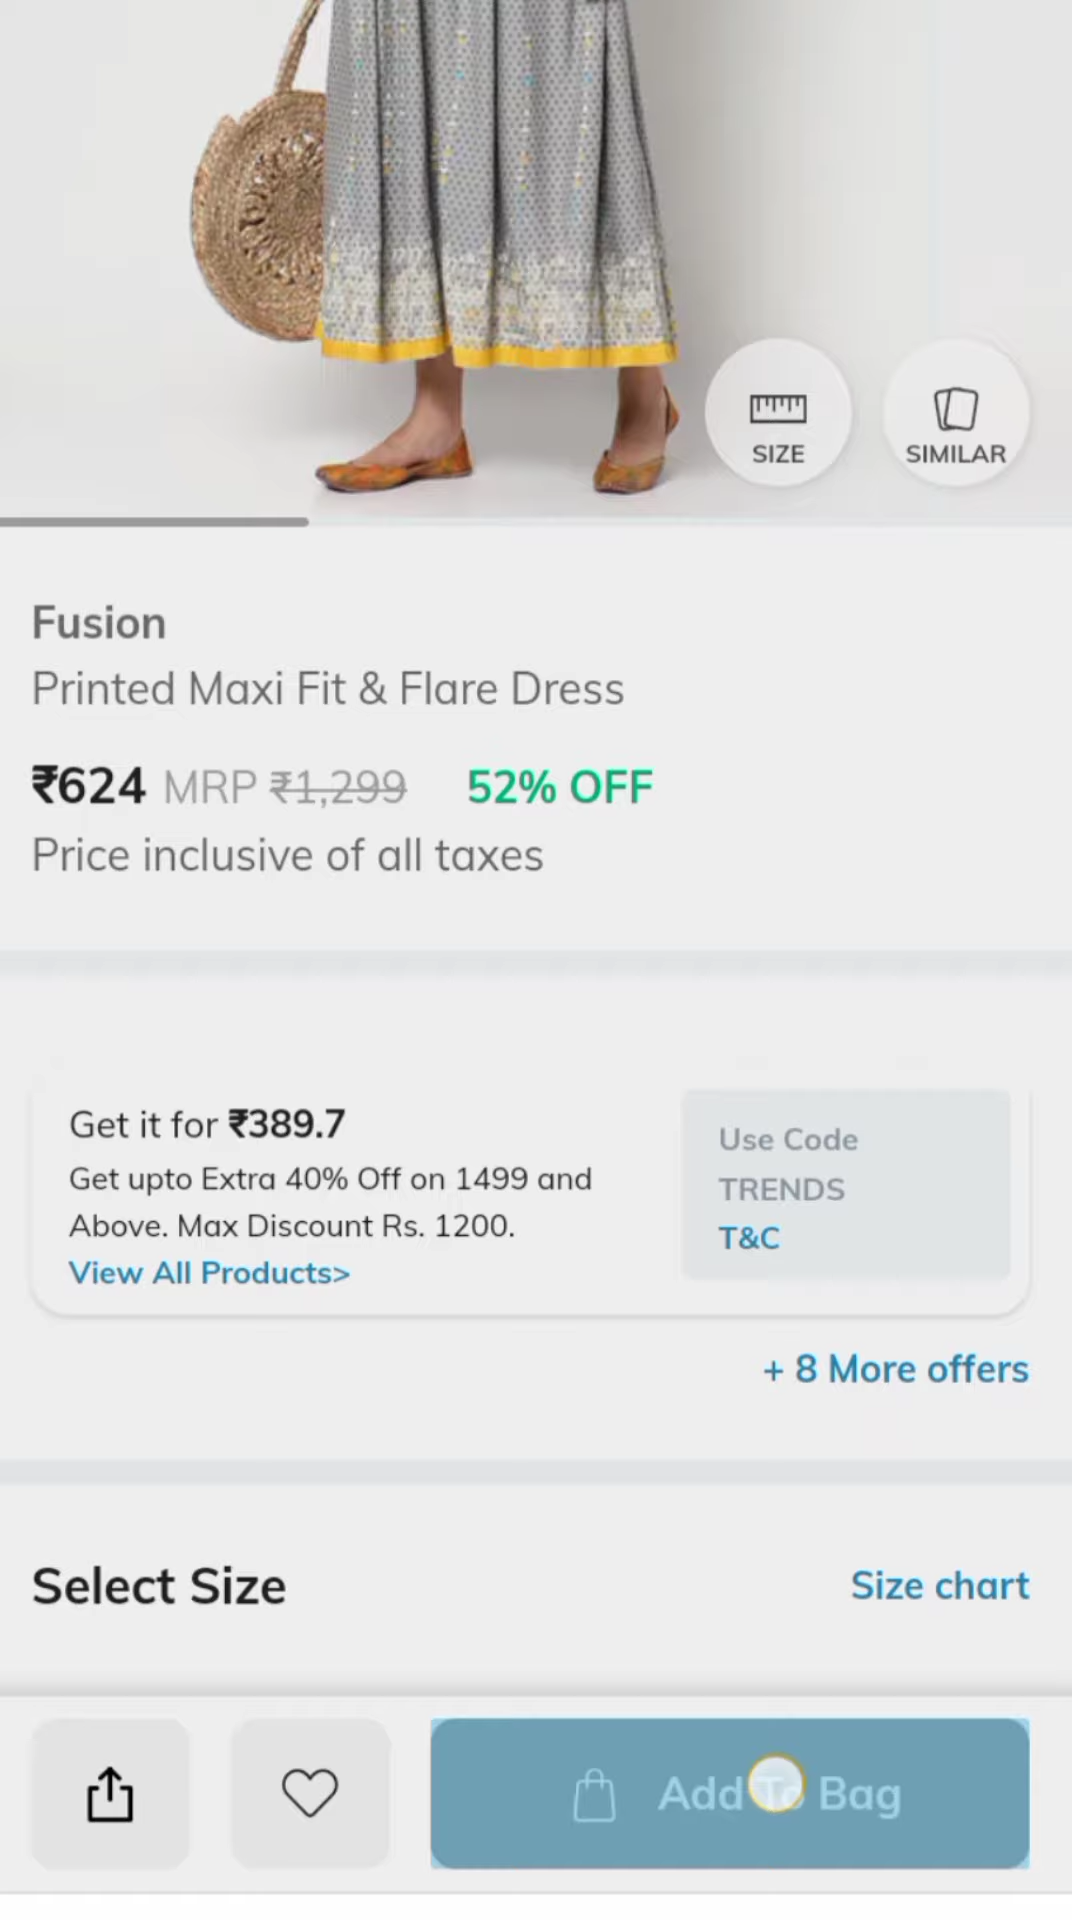 SIZE
SIMILAR
Fusion
Printed Maxi Fit & Flare Dress
₹624 MRP ₹1,299 52% OFF
Price inclusive of all taxes
Get it for ₹389.7
Get upto Extra 40% Off on 1499 and
Above. Max Discount Rs. 1200.
View All Products>
Use Code
TRENDS
T&C
+ 8 More offers
Select Size
Size chart
Add To Bag